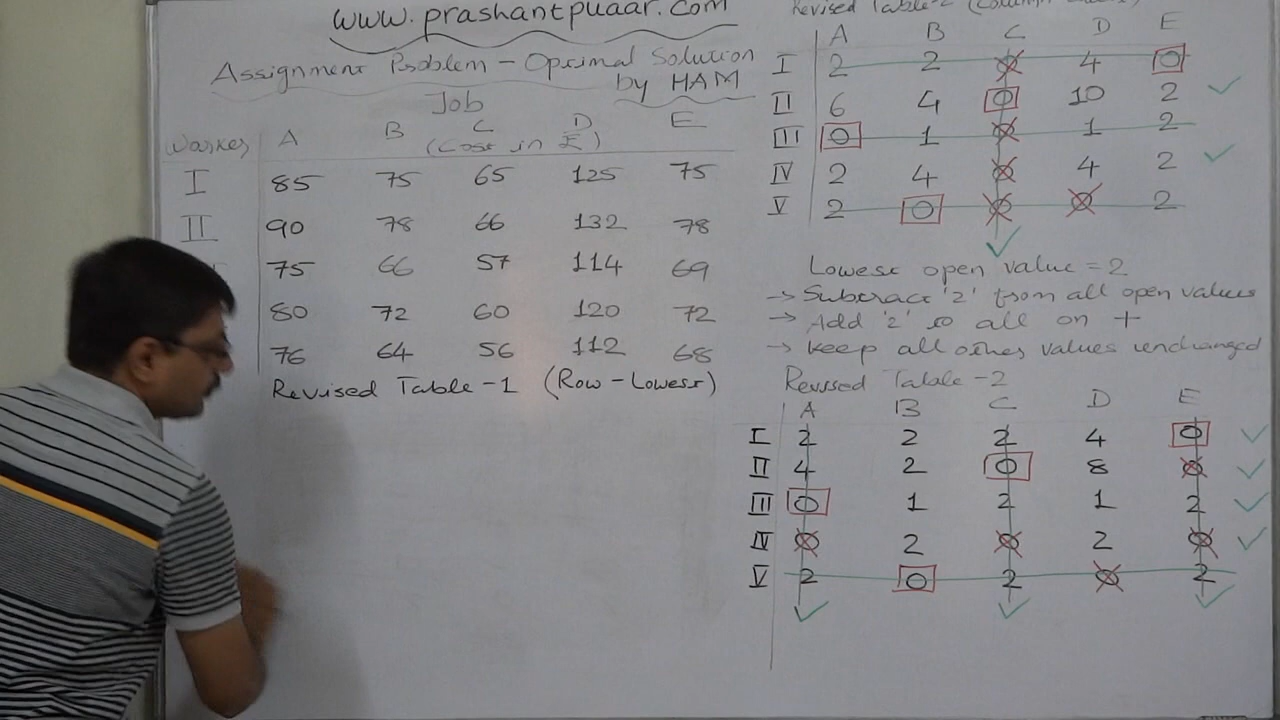 www.prashantpuaar.com
Assignment Problem - Optimal Solution
by HAM
Job
Worker A B C D E
(Cost in ₤)
I 85 75 65 125 75
II 90 78 66 132 78
75 66 57 114 69
80 72 60 120 72
76 64 56 112 68
Revised Table-1 (Row-Lowest)
Revised Table-2
A B C D E
I 2 2 0 4 0
II 6 4 0 10 2
III 0 1 0 1 2
IV 2 4 0 4 2
V 2 0 0 0 2
Lowest open value = 2
→ Subtract '2' from all open values
→ Add '2' to all on +
→ Keep all other values unchanged
Revised Table -2
A B C D E
I 2 2 2 4 0
II 4 2 0 8 0
III 0 1 2 1 2
IV 0 2 0 2 0
V 2 0 2 0 2